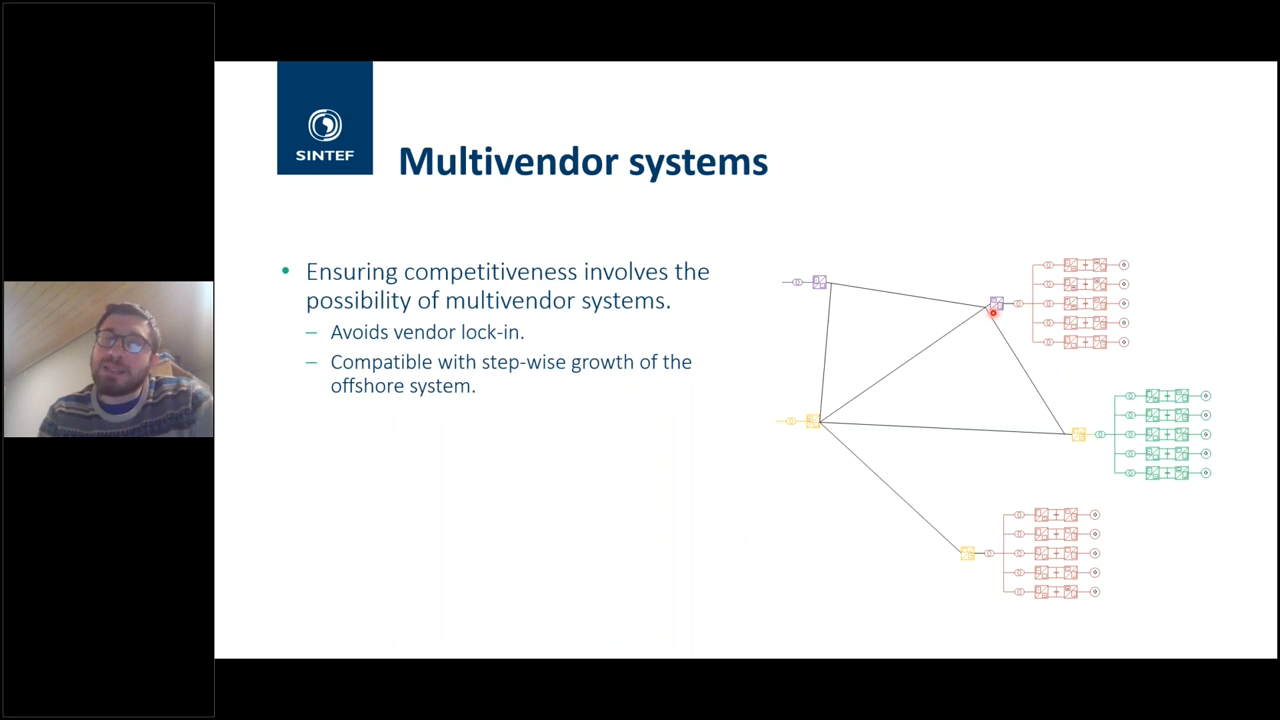 SINTEF
Multivendor systems
• Ensuring competitiveness involves the
possibility of multivendor systems.
– Avoids vendor lock-in.
– Compatible with step-wise growth of the
offshore system.